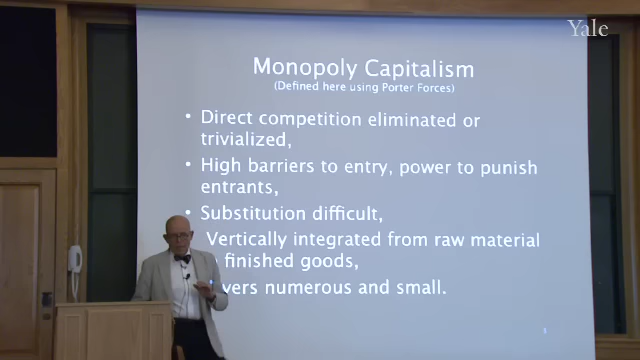 Yale
Monopoly Capitalism
(Defined here using Porter Forces)
• Direct competition eliminated or
trivialized,
• High barriers to entry, power to punish
entrants,
• Substitution difficult,
Vertically integrated from raw material
finished goods,
numerous and small.